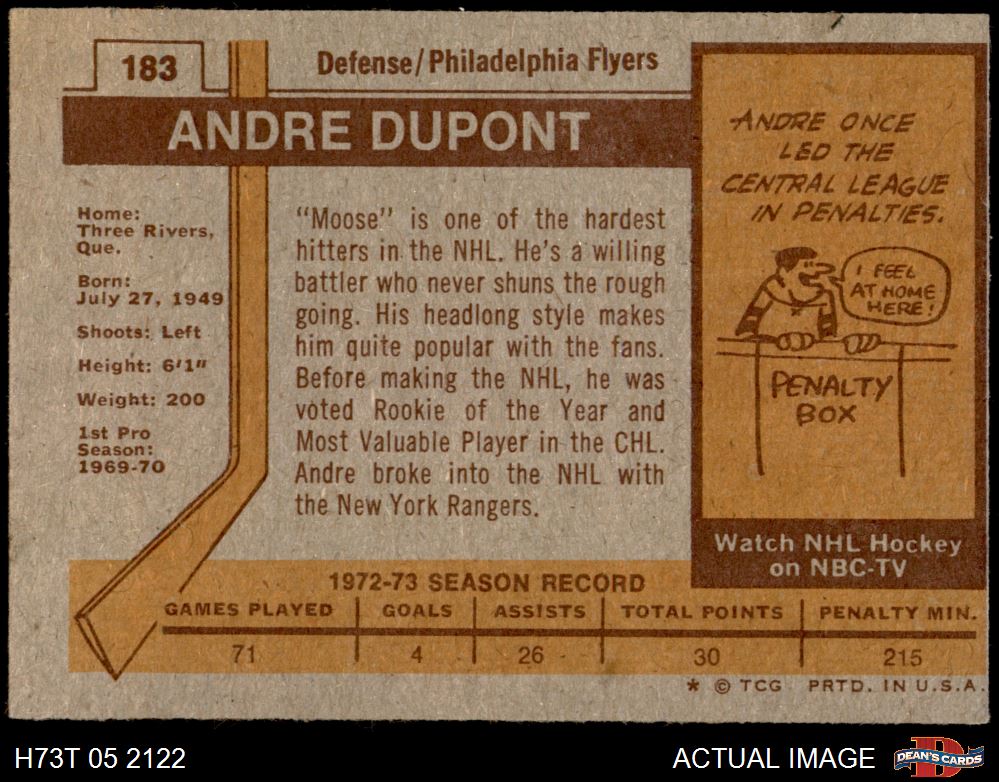 183
Defense/Philadelphia Flyers
ANDRE DUPONT
Home:
Three Rivers,
Que.
Born:
July 27, 1949
Shoots: Left
Height: 6'1"
Weight: 200
1st Pro
Season:
1969-70
"Moose" is one of the hardest
hitters in the NHL. He's a willing
battler who never shuns the rough
going. His headlong style makes
him quite popular with the fans.
Before making the NHL, he was
voted Rookie of the Year and
Most Valuable Player in the CHL.
Andre broke into the NHL with
the New York Rangers.
ANDRE ONCE
LED THE
CENTRAL LEAGUE
IN PENALTIES.
I FEEL
AT HOME
HERE!
PENALTY
BOX
Watch NHL Hockey
on NBC-TV
1972-73 SEASON RECORD
GAMES PLAYED GOALS ASSISTS TOTAL POINTS PENALTY MIN.
71 4 26 30 215
* © TCG PRTD. IN U.S.A.
H73T 05 2122 ACTUAL IMAGE
D
DEAN'S CARDS